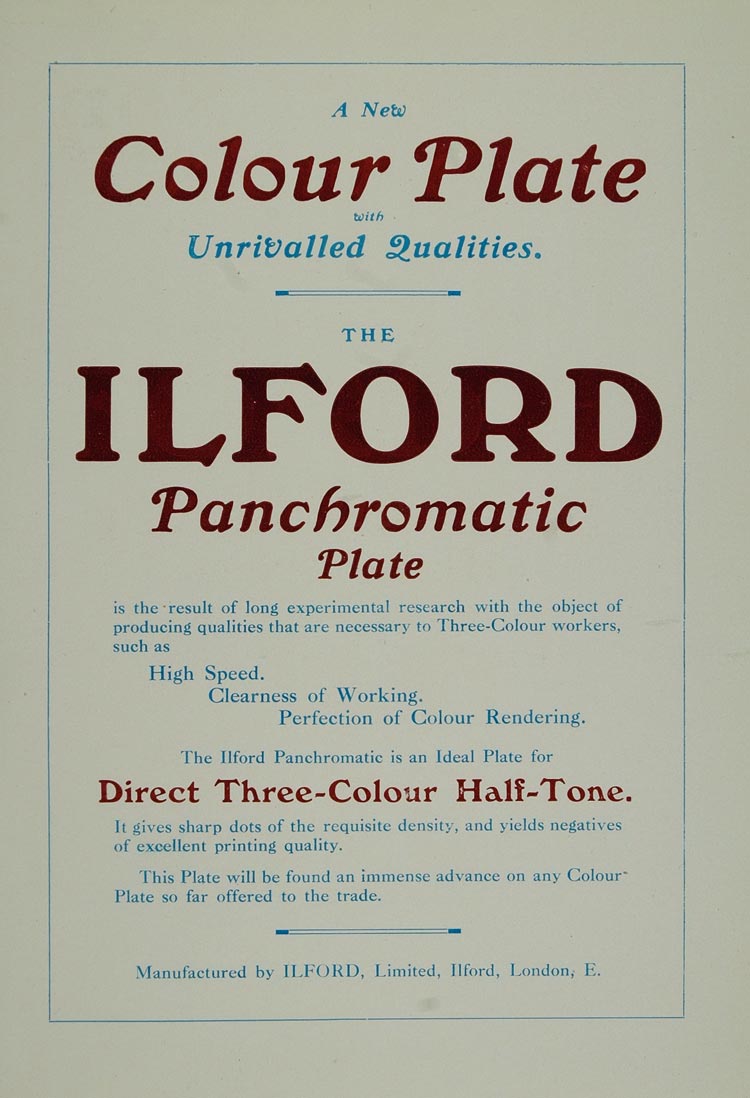 A New
Colour Plate
with
Unrivalled Qualities.
THE
ILFORD
Panchromatic
Plate
is the result of long experimental research with the object of
producing qualities that are necessary to Three-Colour workers,
such as
High Speed.
Clearness of Working.
Perfection of Colour Rendering.
The Ilford Panchromatic is an Ideal Plate for
Direct Three-Colour Half-Tone.
It gives sharp dots of the requisite density, and yields negatives
of excellent printing quality.
This Plate will be found an immense advance on any Colour-
Plate so far offered to the trade.
Manufactured by ILFORD, Limited, Ilford, London, E.